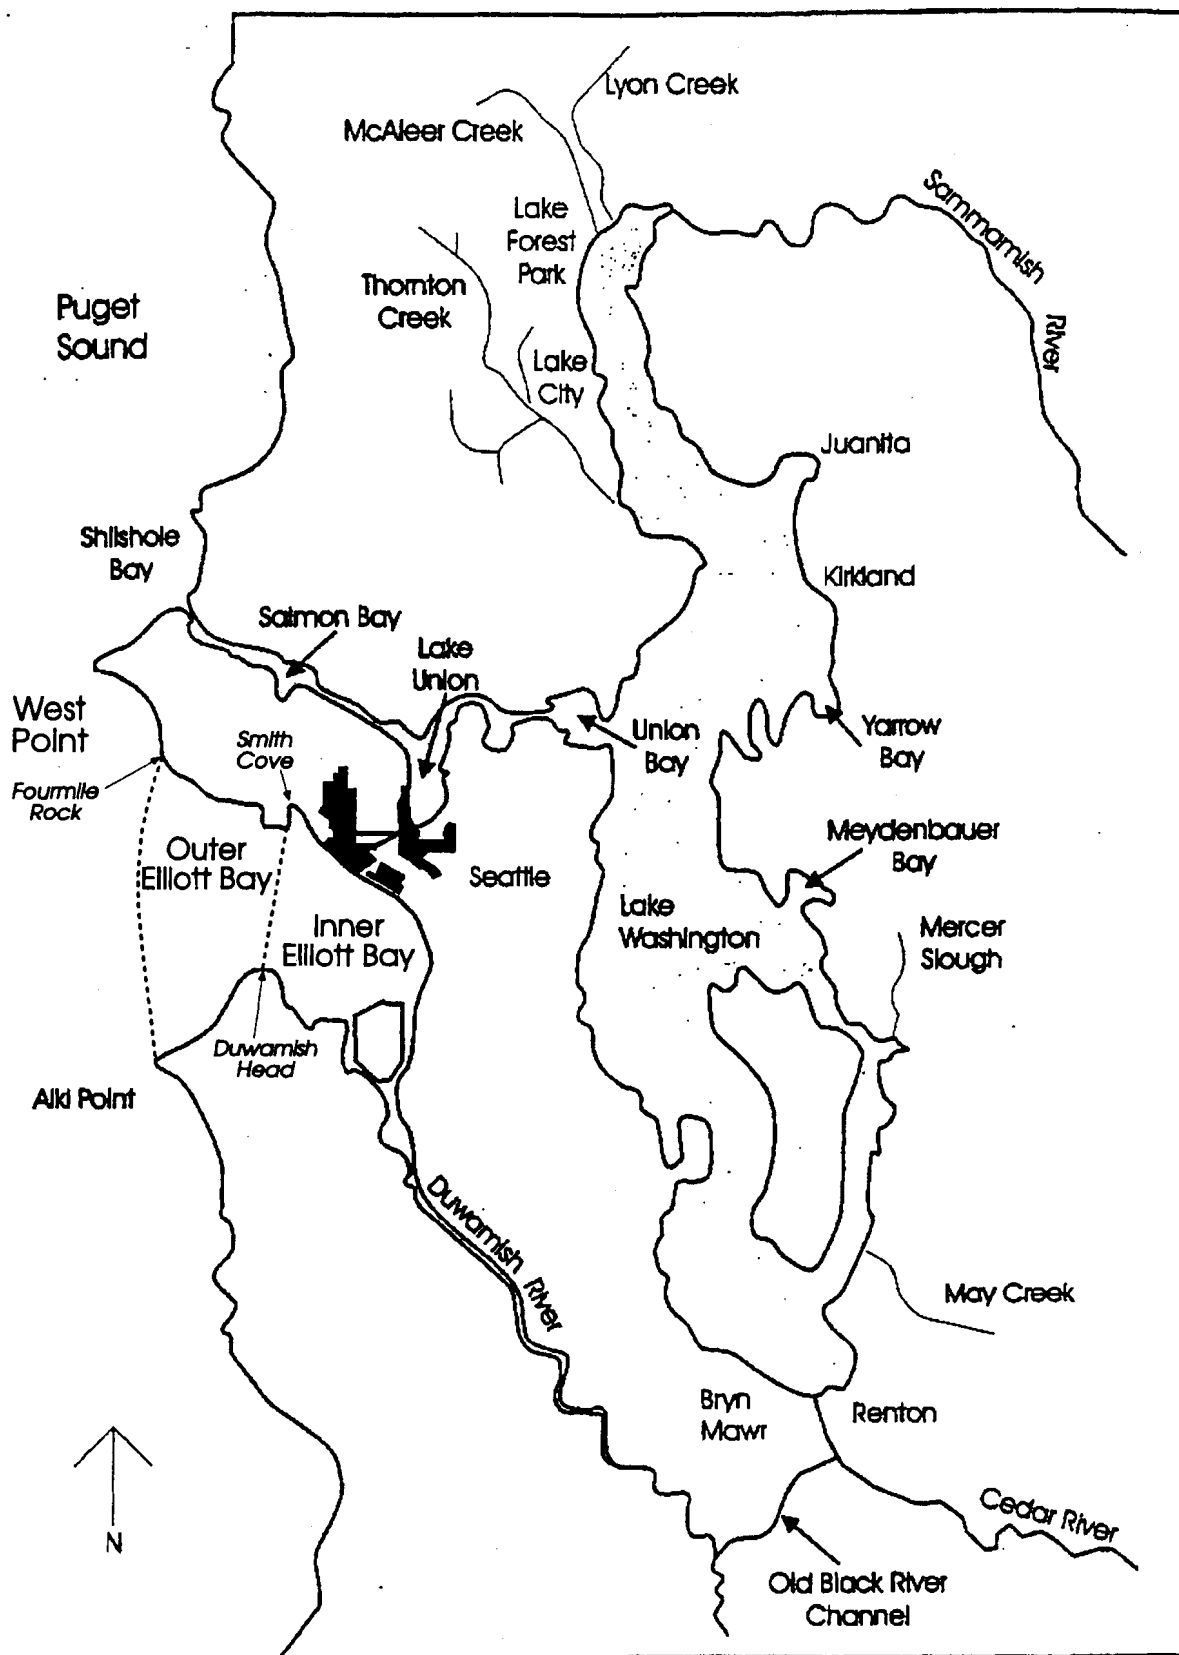 Lyon Creek
McAleer Creek
Sammamish
River
Lake
Forest
Park
Thornton
Creek
Puget
Sound
Lake
City
Juanita
Shilshole
Bay
Kirkland
Salmon Bay
Lake
Union
West
Point
Smith
Cove
Union
Bay
Yarrow
Bay
Fourmile
Rock
Meydenbauer
Bay
Outer
Elliott Bay
Seattle
Lake
Washington
Inner
Elliott Bay
Mercer
Slough
Duwamish
Head
Alki Point
Duwamish River
May Creek
Bryn
Mawr
Renton
Cedar River
N
Old Black River
Channel